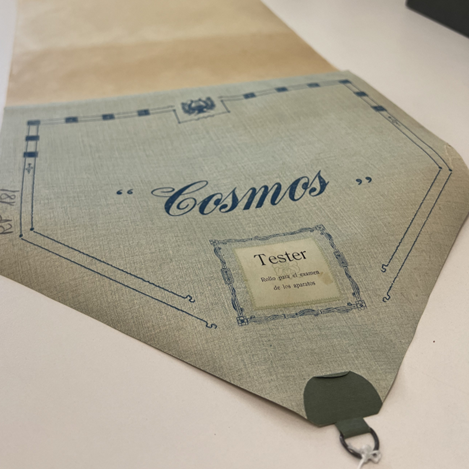 “ Cosmos ”
Tester
Rollo para el examen
de los aparatos